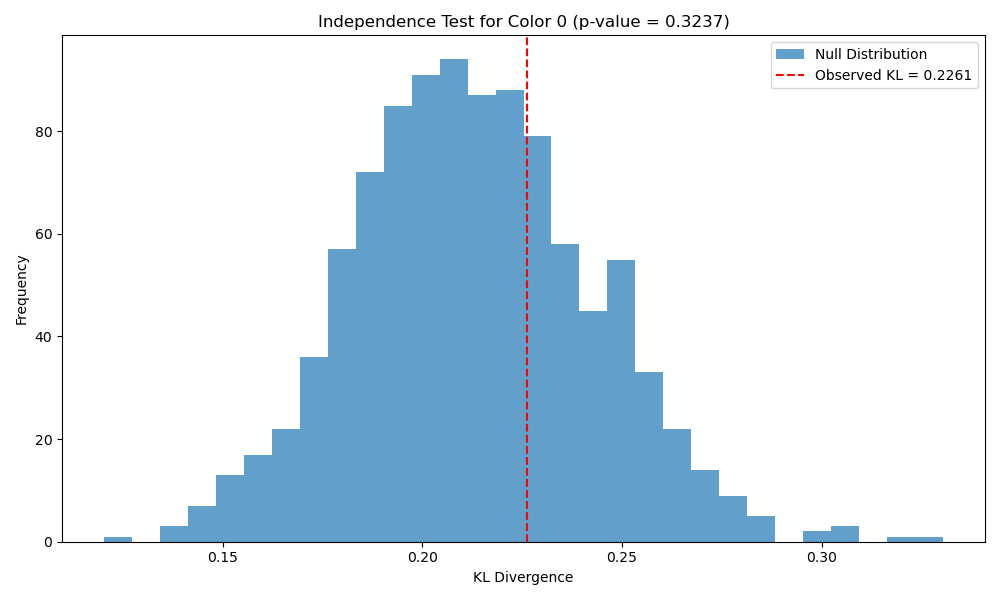 Independence Test for Color 0 (p-value = 0.3237)
Null Distribution
Observed KL = 0.2261
Frequency
80
60
40
20
0
0.15 0.20 0.25 0.30
KL Divergence